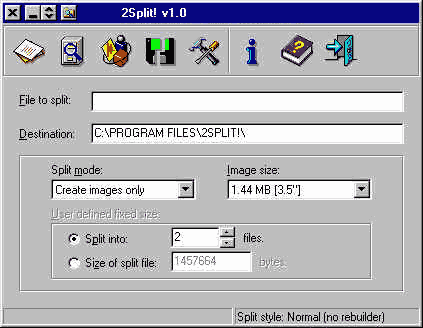 2Split! v1.0
File to split:
Destination: C:\PROGRAM FILES\2SPLIT!\
Split mode: Image size:
Create images only 1.44 MB [3.5"]
User defined fixed size:
Split into: 2 files.
Size of split file: 1457664 bytes.
Split style: Normal (no rebuilder)